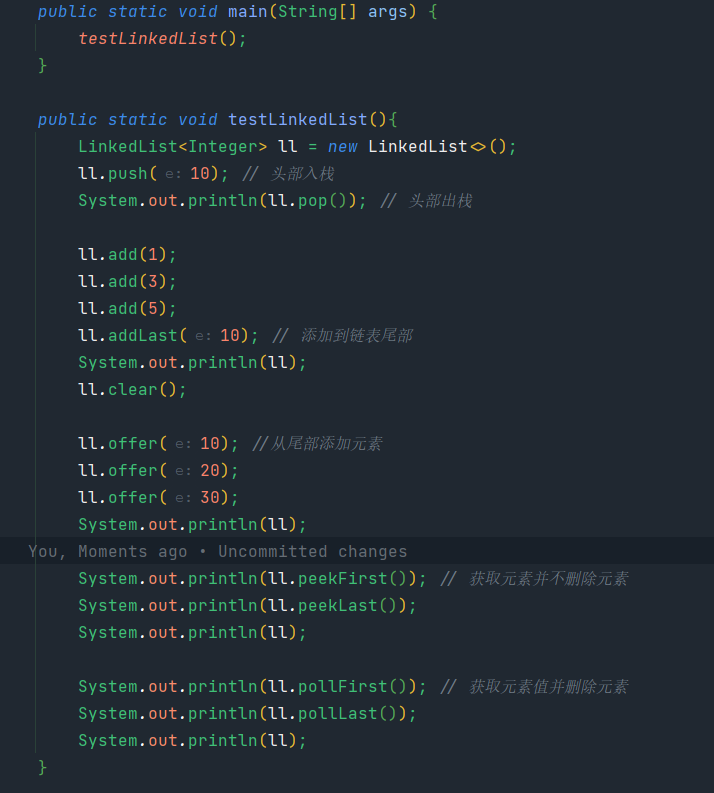 public static void main(String[] args) {
testLinkedList();
}
public static void testLinkedList(){
LinkedList<Integer> ll = new LinkedList<>();
ll.push( e: 10); // 头部入栈
System.out.println(ll.pop()); // 头部出栈
ll.add(1);
ll.add(3);
ll.add(5);
ll.addLast( e: 10); // 添加到链表尾部
System.out.println(ll);
ll.clear();
ll.offer( e: 10); //从尾部添加元素
ll.offer( e: 20);
ll.offer( e: 30);
System.out.println(ll);
You, Moments ago • Uncommitted changes
System.out.println(ll.peekFirst()); // 获取元素并不删除元素
System.out.println(ll.peekLast());
System.out.println(ll);
System.out.println(ll.pollFirst()); // 获取元素值并删除元素
System.out.println(ll.pollLast());
System.out.println(ll);
}